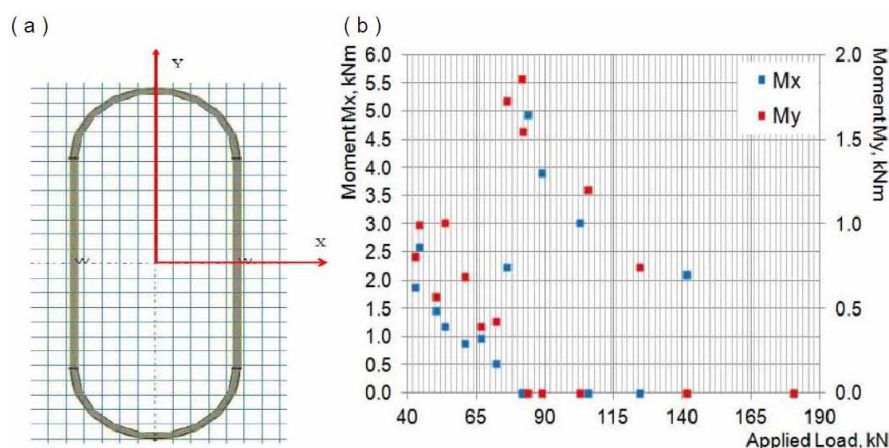 ( a )
Y
X
W W
( b )
Moment Mx, kNm
6.0
5.5
5.0
4.5
4.0
3.5
3.0
2.5
2.0
1.5
1.0
0.5
0.0
Mx
My
2.0
1.5
1.0
0.5
0.0
Moment My, kNm
40 65 90 115 140 165 190
Applied Load, kN